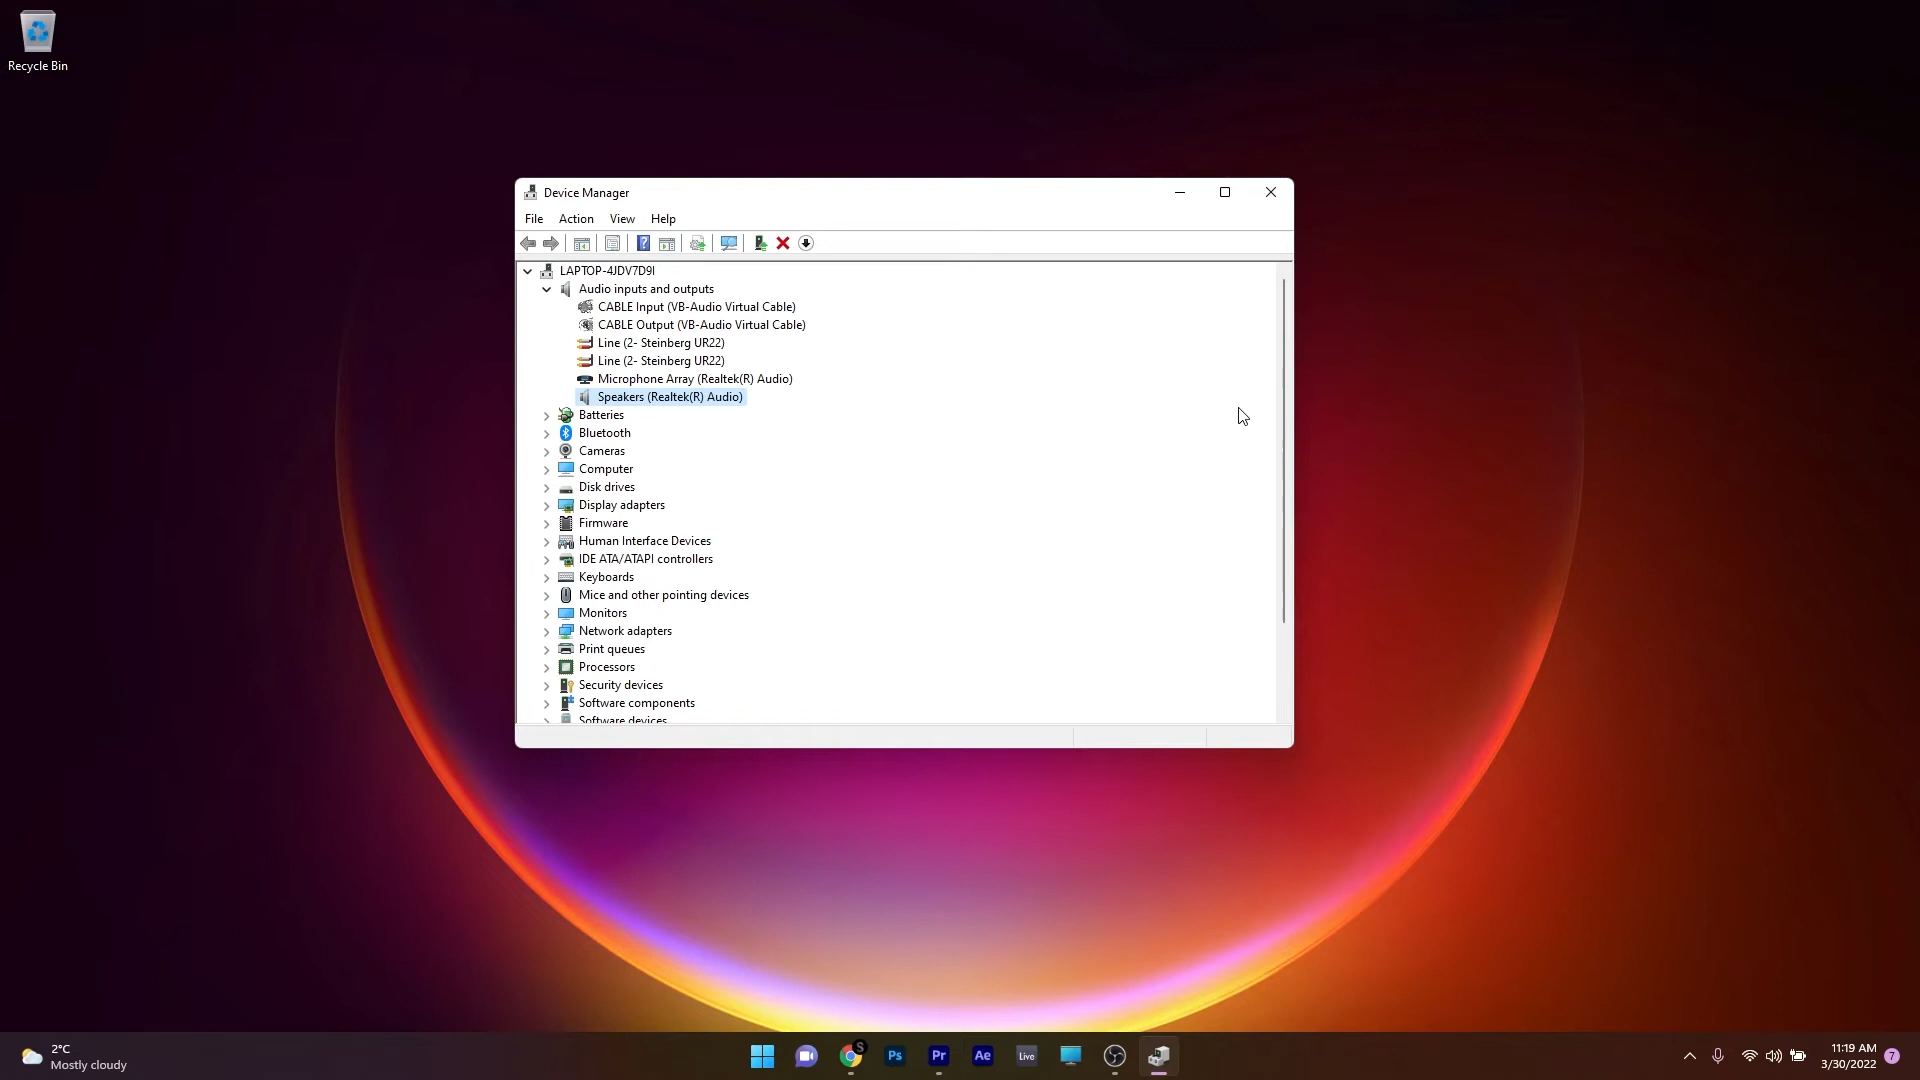 Recycle Bin
Device Manager
File Action View Help
LAPTOP-4JDV7D9I
Audio inputs and outputs
CABLE Input (VB-Audio Virtual Cable)
CABLE Output (VB-Audio Virtual Cable)
Line (2- Steinberg UR22)
Line (2- Steinberg UR22)
Microphone Array (Realtek(R) Audio)
Speakers (Realtek(R) Audio)
Batteries
Bluetooth
Cameras
Computer
Disk drives
Display adapters
Firmware
Human Interface Devices
IDE ATA/ATAPI controllers
Keyboards
Mice and other pointing devices
Monitors
Network adapters
Print queues
Processors
Security devices
Software components
Software devices
2°C
Mostly cloudy
S
Ps
Pr
Ae
Live
11:19 AM
3/30/2022
7